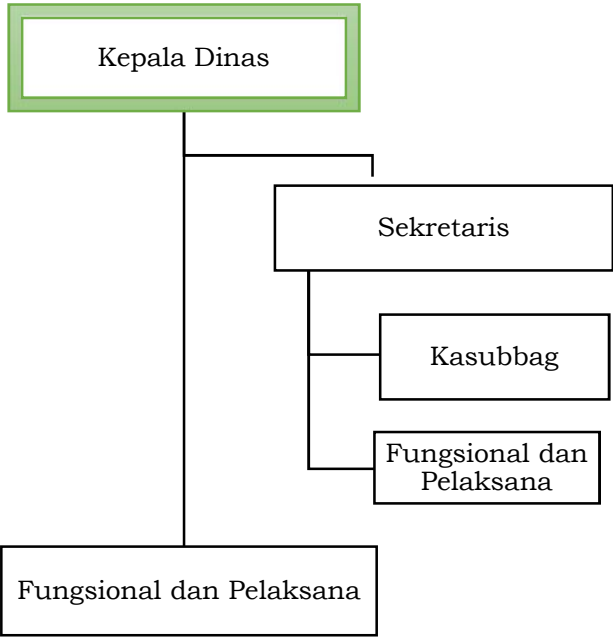 Kepala Dinas
Sekretaris
Kasubbag
Fungsional dan
Pelaksana
Fungsional dan Pelaksana